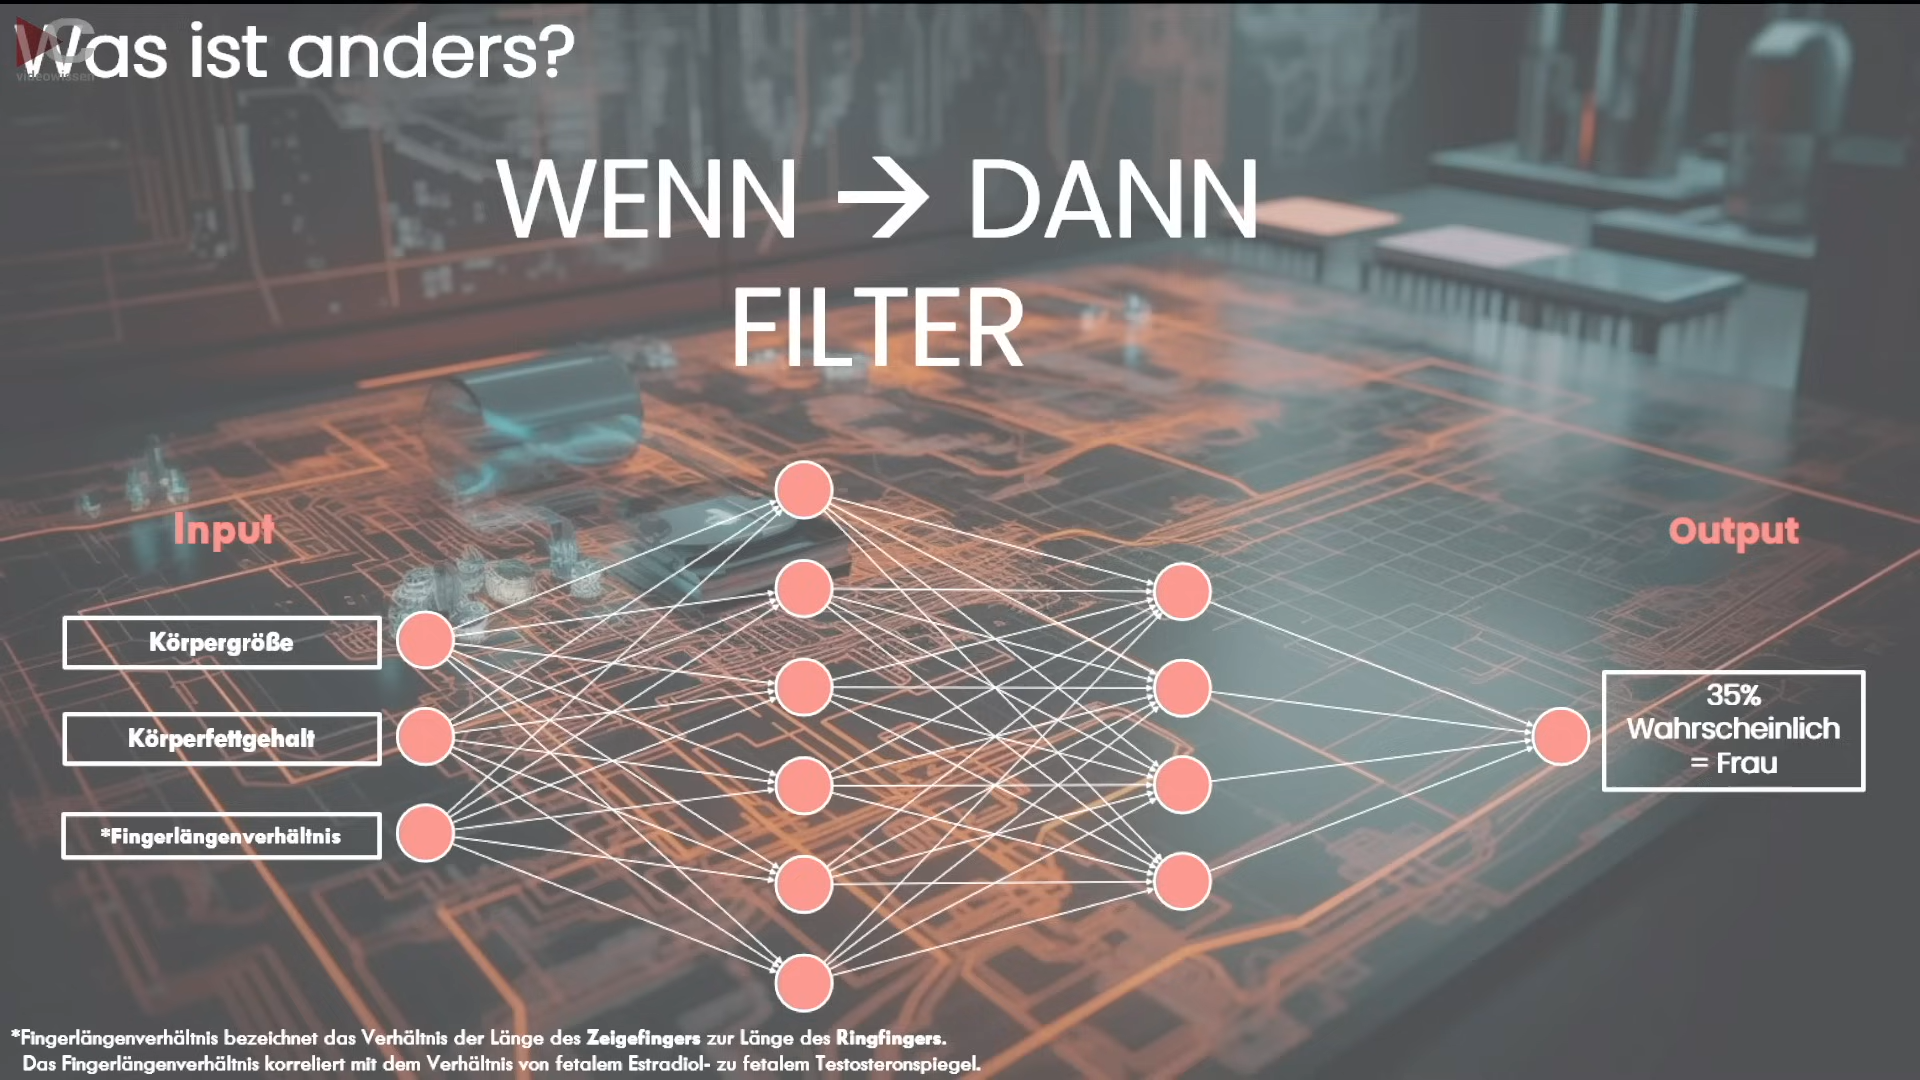 Was ist anders?
videowissen
WENN → DANN
FILTER
Input
Output
Körpergröße
Körperfettgehalt
*Fingerlängenverhältnis
35%
Wahrscheinlich
= Frau
*Fingerlängenverhältnis bezeichnet das Verhältnis der Länge des Zeigefingers zur Länge des Ringfingers.
Das Fingerlängenverhältnis korreliert mit dem Verhältnis von fetalem Estradiol- zu fetalem Testosteronspiegel.